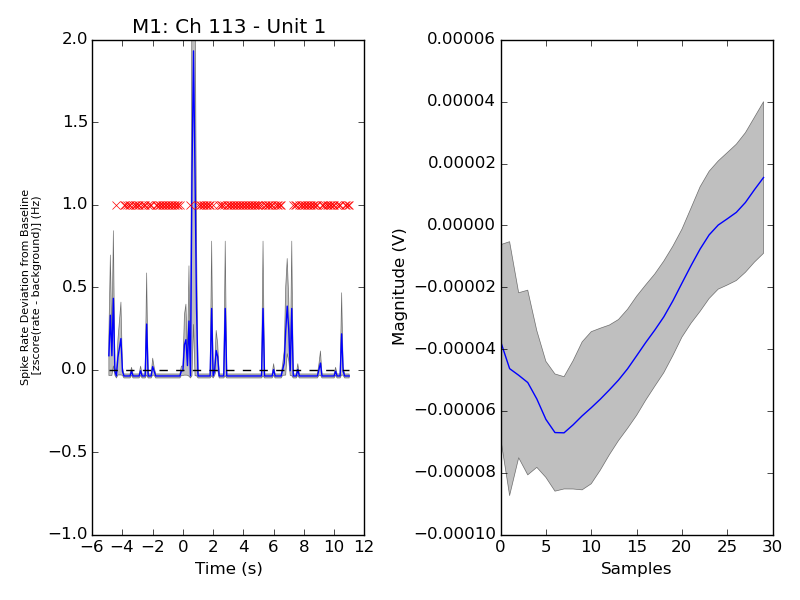 M1: Ch 113 - Unit 1
2.0
1.5
1.0
0.5
0.0
−0.5
−1.0
−6 −4 −2 0 2 4 6 8 10 12
Time (s)
Spike Rate Deviation from Baseline
[zscore(rate - background)] (Hz)
0.00006
0.00004
0.00002
0.00000
−0.00002
−0.00004
−0.00006
−0.00008
−0.00010
0 5 10 15 20 25 30
Samples
Magnitude (V)